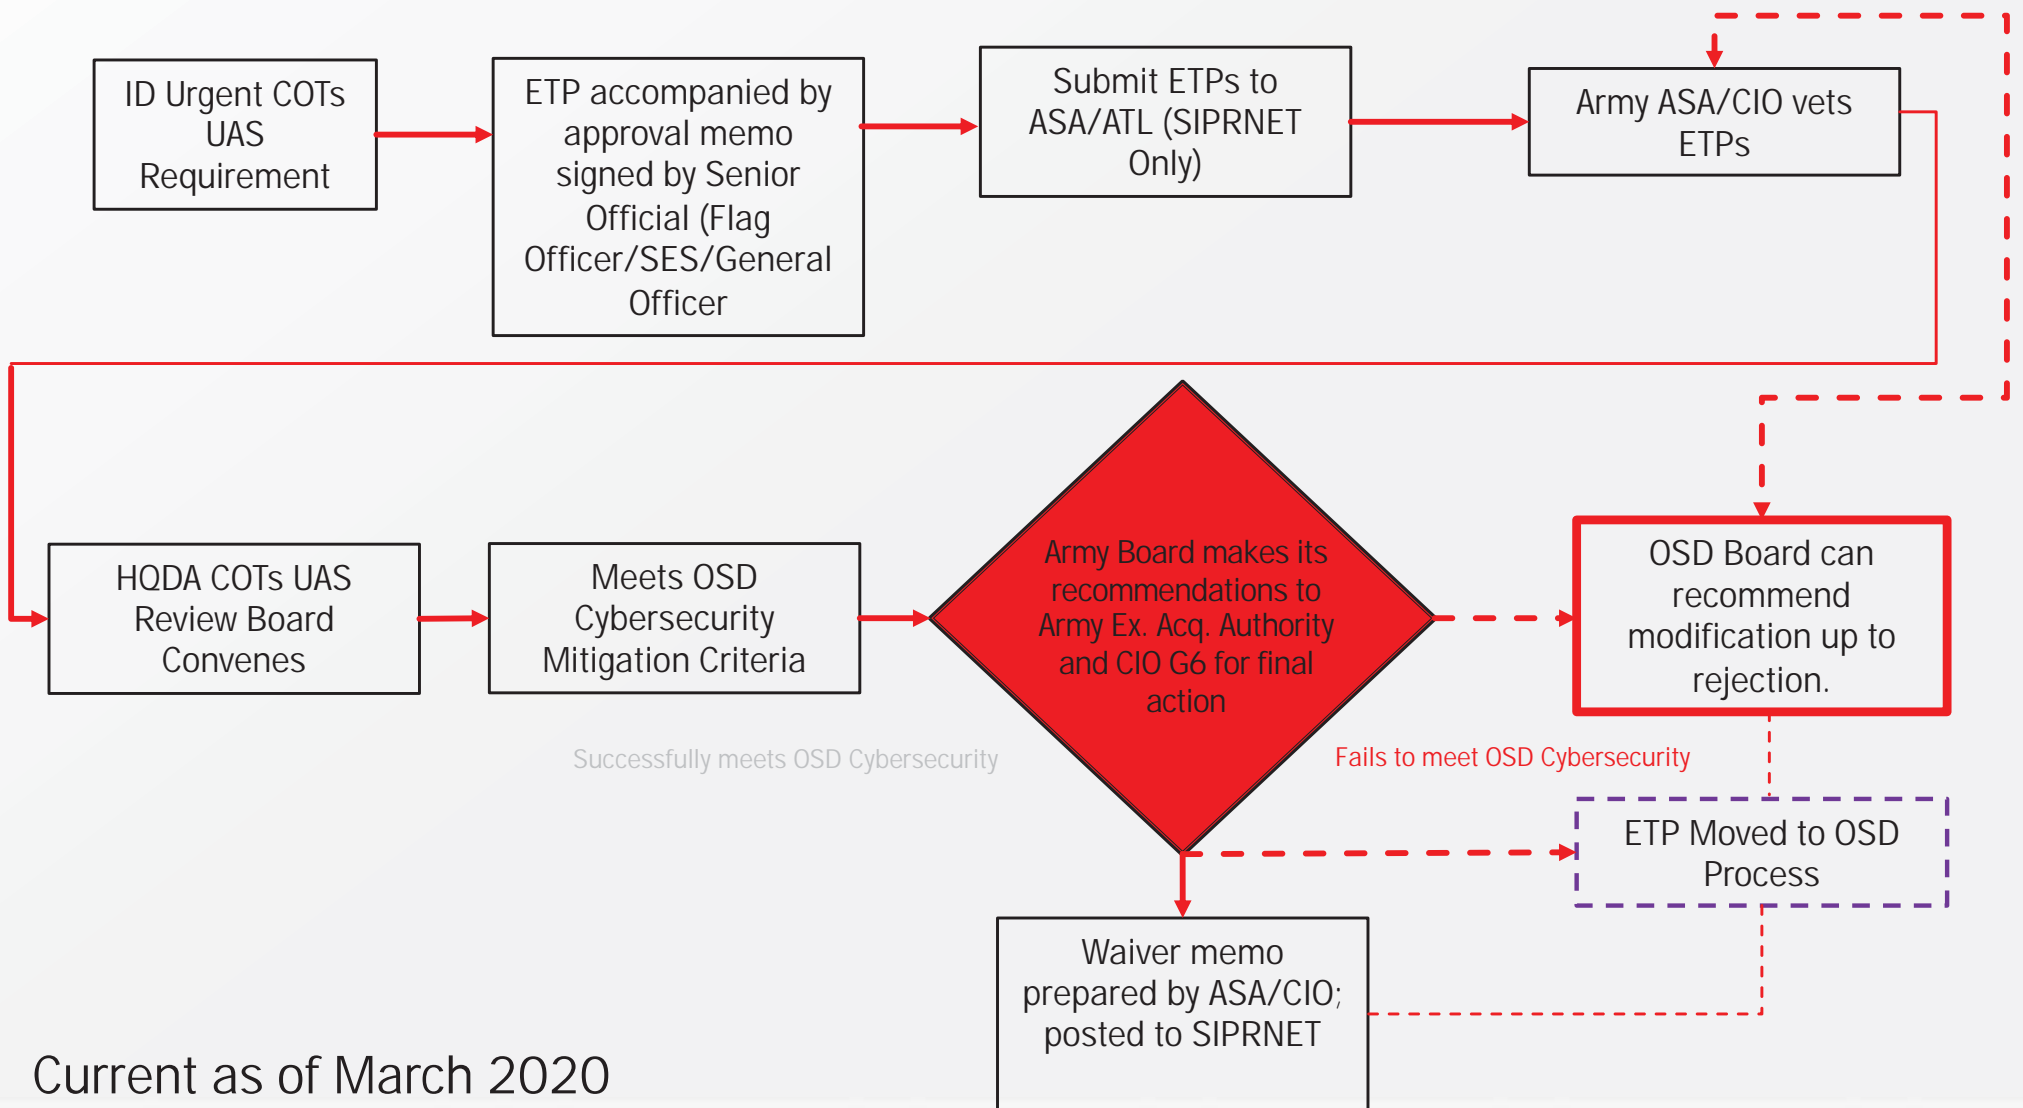 ID Urgent COTs
UAS
Requirement
ETP accompanied by
approval memo
signed by Senior
Official (Flag
Officer/SES/General
Officer
Submit ETPs to
ASA/ATL (SIPRNET
Only)
Army ASA/CIO vets
ETPs
HQDA COTs UAS
Review Board
Convenes
Meets OSD
Cybersecurity
Mitigation Criteria
Army Board makes its
recommendations to
Army Ex. Acq. Authority
and CIO G6 for final
action
OSD Board can
recommend
modification up to
rejection.
Successfully meets OSD Cybersecurity
Fails to meet OSD Cybersecurity
ETP Moved to OSD
Process
Waiver memo
prepared by ASA/CIO;
posted to SIPRNET
Current as of March 2020